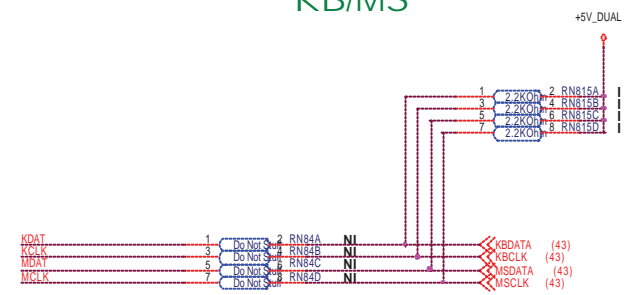 KB/MS
+5V_DUAL
1 2.2KOhm 2 RN815A I
3 2.2KOhm 4 RN815B I
5 2.2KOhm 6 RN815C I
7 2.2KOhm 8 RN815D I
KDAT 1 Do Not Stuff 2 RN84A NI KBDATA (43)
KCLK 3 Do Not Stuff 4 RN84B NI KBCLK (43)
MDAT 5 Do Not Stuff 6 RN84C NI MSDATA (43)
MCLK 7 Do Not Stuff 8 RN84D NI MSCLK (43)